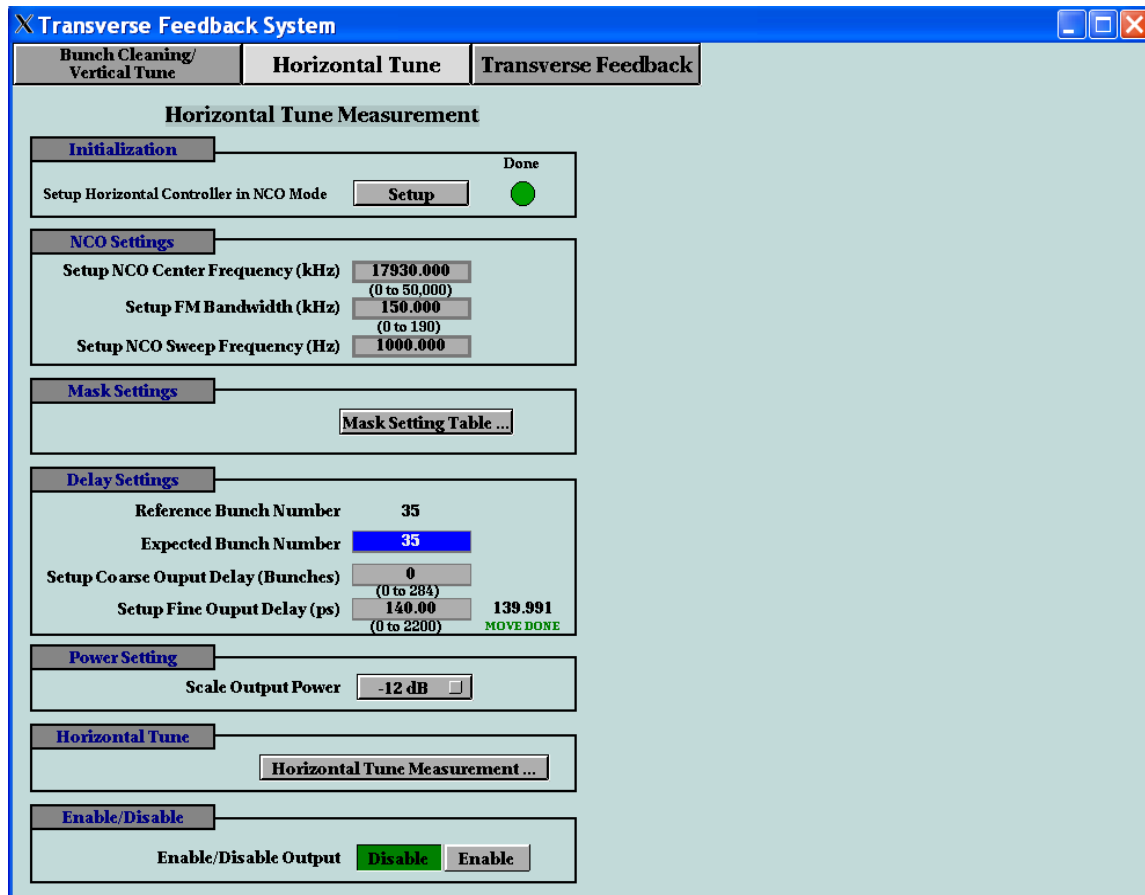 X Transverse Feedback System
Bunch Cleaning/
Vertical Tune
Horizontal Tune
Transverse Feedback
Horizontal Tune Measurement
Initialization
Done
Setup Horizontal Controller in NCO Mode Setup
NCO Settings
Setup NCO Center Frequency (kHz) 17930.000
(0 to 50,000)
Setup FM Bandwidth (kHz) 150.000
(0 to 190)
Setup NCO Sweep Frequency (Hz) 1000.000
Mask Settings
Mask Setting Table ...
Delay Settings
Reference Bunch Number 35
Expected Bunch Number 35
Setup Coarse Ouput Delay (Bunches) 0
(0 to 284)
Setup Fine Ouput Delay (ps) 140.00 139.991
(0 to 2200) MOVE DONE
Power Setting
Scale Output Power -12 dB
Horizontal Tune
Horizontal Tune Measurement ...
Enable/Disable
Enable/Disable Output Disable Enable